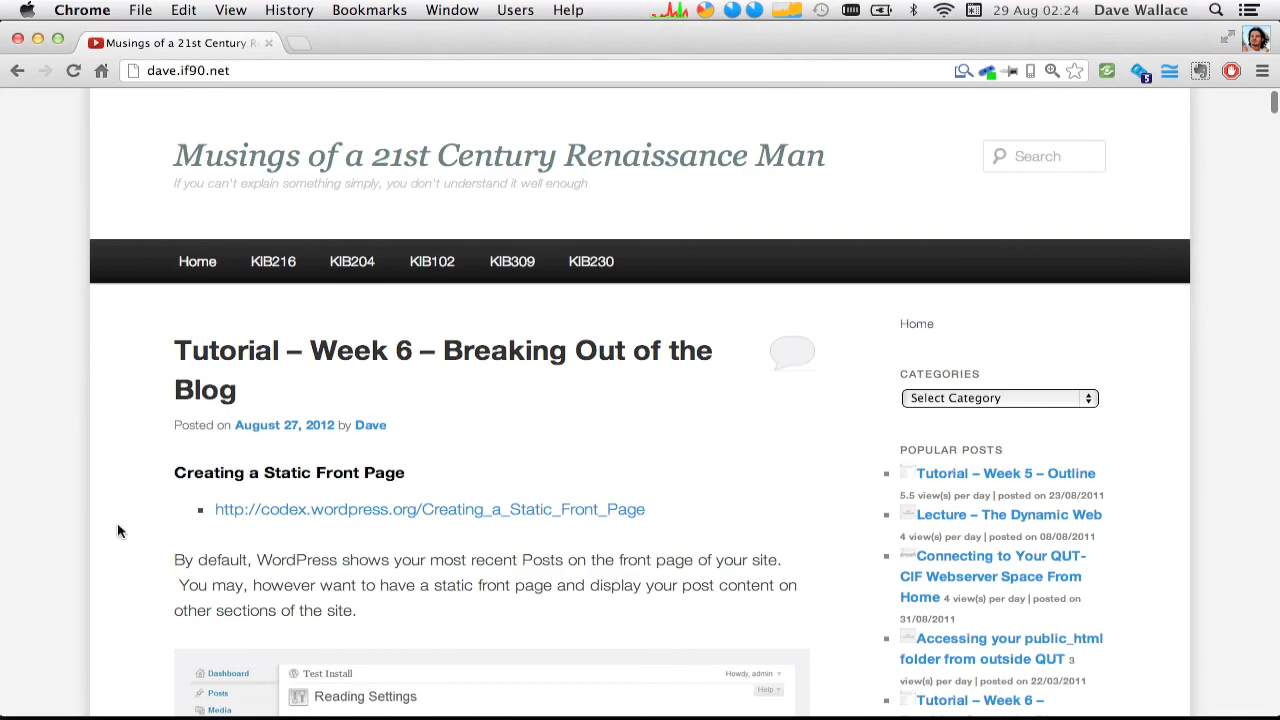 Chrome File Edit View History Bookmarks Window Users Help 29 Aug 02:24 Dave Wallace
Musings of a 21st Century R
dave.if90.net
5
Musings of a 21st Century Renaissance Man
If you can't explain something simply, you don't understand it well enough
Search
Home KIB216 KIB204 KIB102 KIB309 KIB230
Tutorial – Week 6 – Breaking Out of the
Blog
Posted on August 27, 2012 by Dave
Creating a Static Front Page
http://codex.wordpress.org/Creating_a_Static_Front_Page
By default, WordPress shows your most recent Posts on the front page of your site.
You may, however want to have a static front page and display your post content on
other sections of the site.
Dashboard
Posts
Media
Test Install
Howdy, admin
Help
Reading Settings
Home
CATEGORIES
Select Category
POPULAR POSTS
Tutorial – Week 5 – Outline
5.5 view(s) per day | posted on 23/08/2011
Lecture – The Dynamic Web
4 view(s) per day | posted on 08/08/2011
Connecting to Your QUT-
CIF Webserver Space From
Home 4 view(s) per day | posted on
31/08/2011
Accessing your public_html
folder from outside QUT 3
view(s) per day | posted on 22/03/2011
Tutorial – Week 6 –